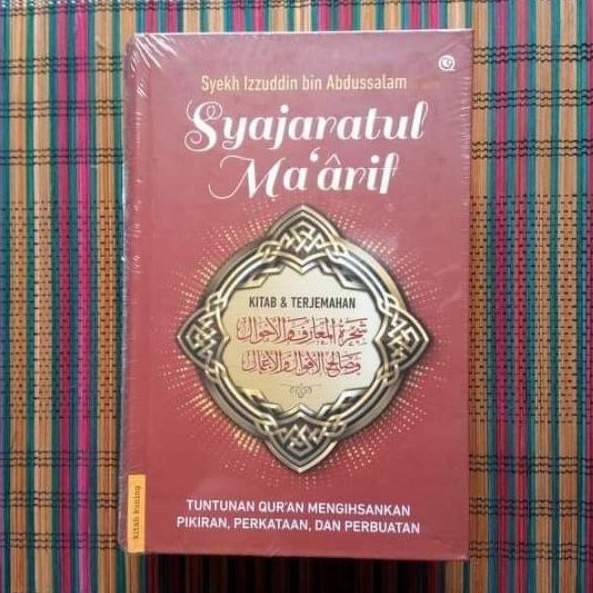 Syekh Izzuddin bin Abdussalam
Syajaratul
Ma'ârif
KITAB & TERJEMAHAN
شجرة المعارف والأحوال
وصالح الأقوال والأعمال
TUNTUNAN QUR'AN MENGIHSANKAN
PIKIRAN, PERKATAAN, DAN PERBUATAN
kitab kuning